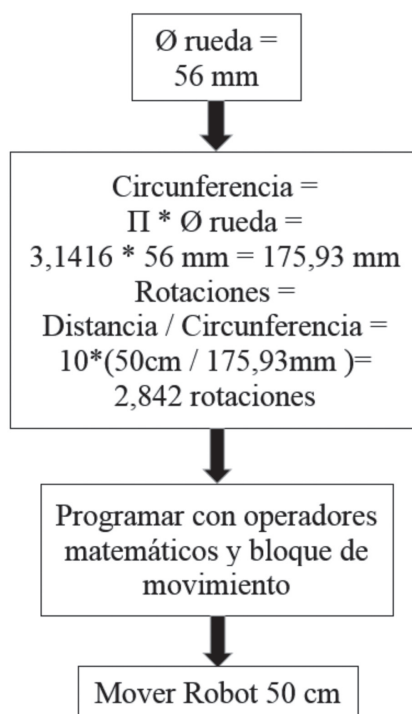 Ø rueda =
56 mm
Circunferencia =
Π * Ø rueda =
3,1416 * 56 mm = 175,93 mm
Rotaciones =
Distancia / Circunferencia =
10*(50cm / 175,93mm )=
2,842 rotaciones
Programar con operadores
matemáticos y bloque de
movimiento
Mover Robot 50 cm